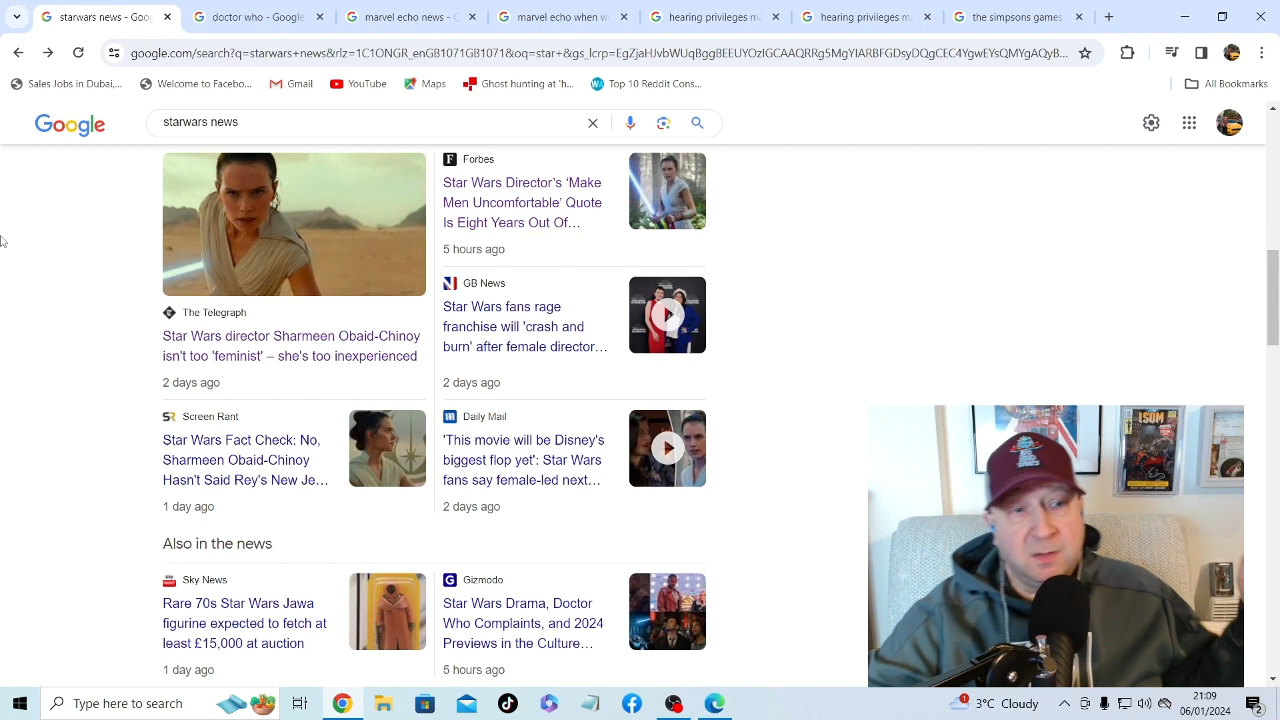 starwars news - Goo
doctor who news - Goo
marvel echo news - G
marvel echo when w
hearing privileges ma
hearing privileges ma
the simpsons games
google.com/search?q=starwars+news&rlz=1C1ONGR_enGB1071GB1071&oo=star+&gs_lcrp=EgZjaHJvbWUqBggBEEUYOzIGCAAQRRg5MgYIARBFGDsyDQgCEC4YgwEYsQMYgAQyB...
Sales Jobs in Dubai,...
Welcome to Facebo...
Gmail
YouTube
Maps
Ghost hunting at 'h...
Top 10 Reddit Cons...
All Bookmarks
Google
starwars news
Forbes
Star Wars Director's 'Make
Men Uncomfortable' Quote
Is Eight Years Out Of...
5 hours ago
GB News
Star Wars fans rage
franchise will 'crash and
burn' after female director...
2 days ago
Star Wars director Sharmeen Obaid-Chinoy
isn't too 'feminist' – she's too inexperienced
2 days ago
SR
Screen Rant
Star Wars Fact Check: No,
Sharmeen Obaid-Chinoy
Hasn't Said Rey's New Je...
1 day ago
Daily Mail
'This movie will be Disney's
biggest flop yet': Star Wars
fans say female-led next...
2 days ago
Also in the news
Sky News
Rare 70s Star Wars Jawa
figurine expected to fetch at
least £15,000 at auction
1 day ago
G
Gizmodo
Star Wars Drama, Doctor
Who Complaints, and 2024
Previews in the Culture...
5 hours ago
ISOM
Type here to search
3°C Cloudy
21:09
06/01/2024